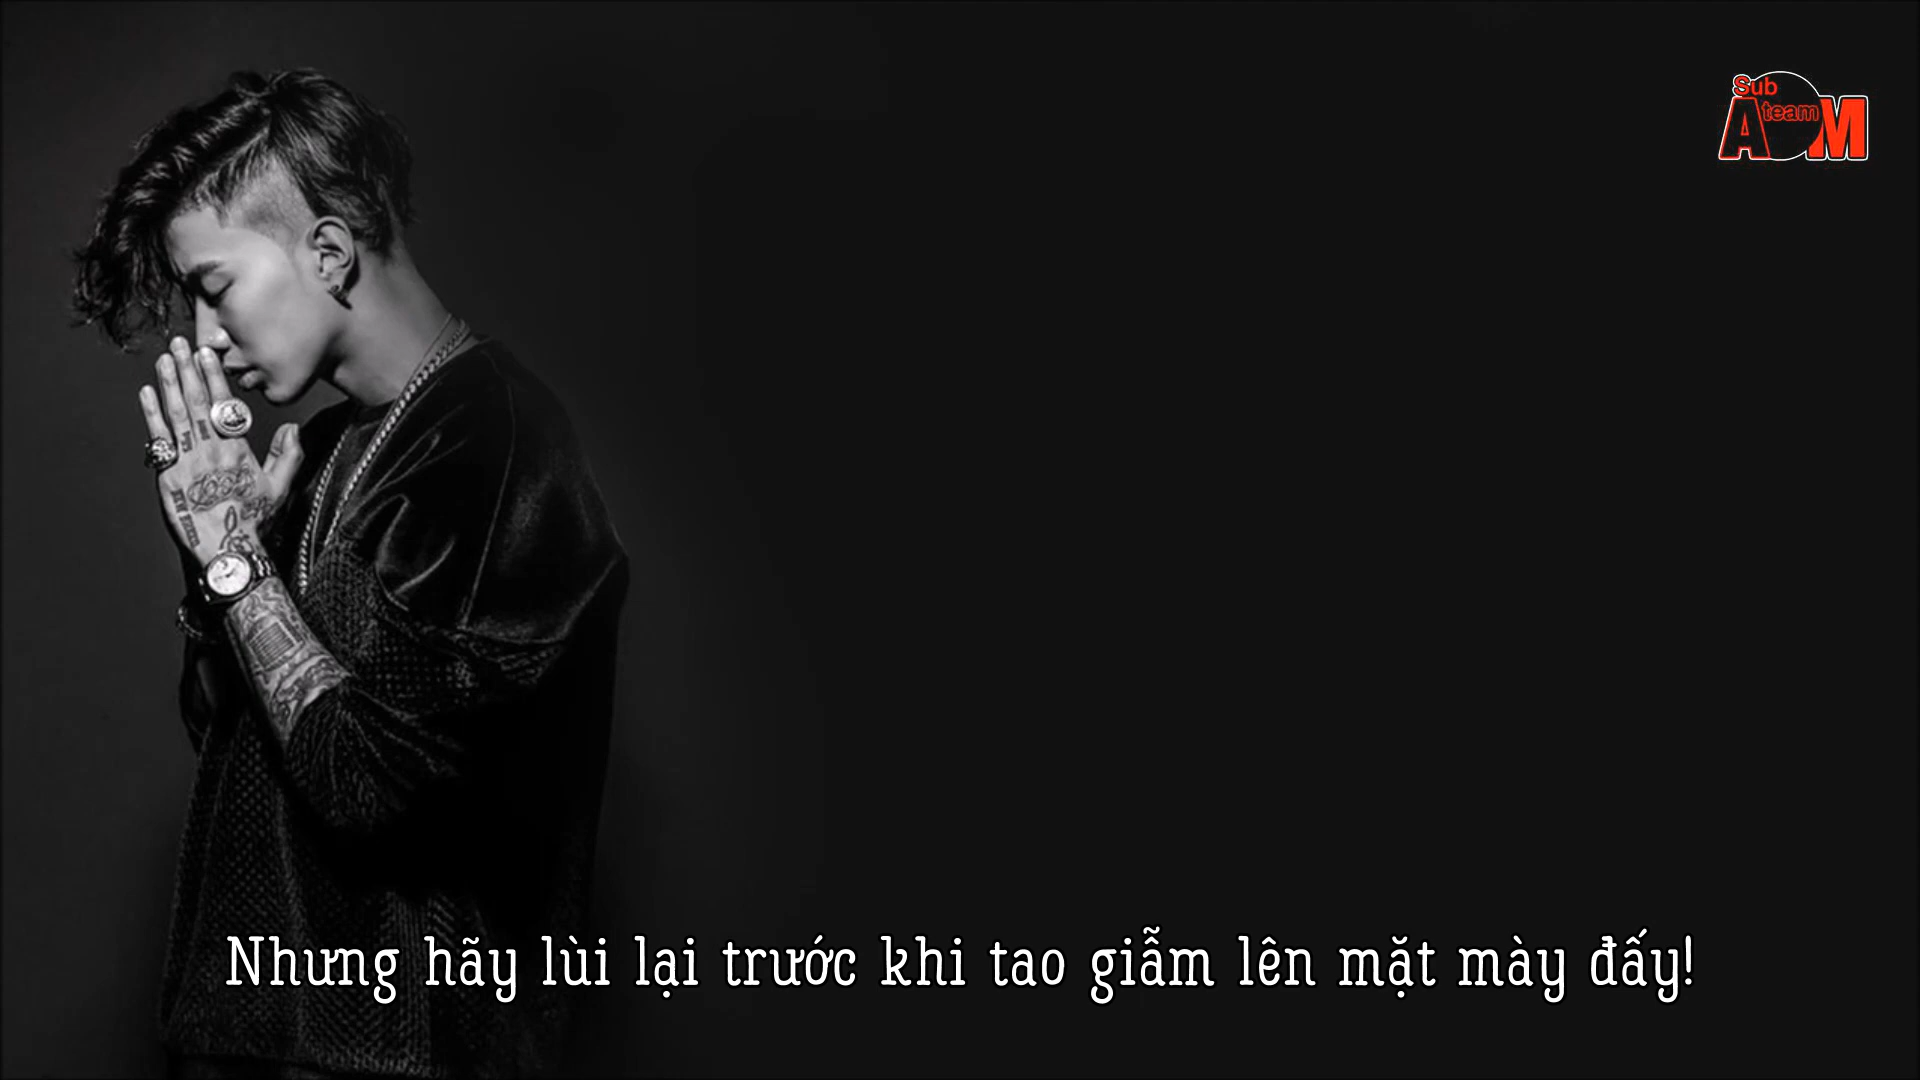 Sub
team
AM
Nhưng hãy lùi lại trước khi tao giẫm lên mặt mày đấy!